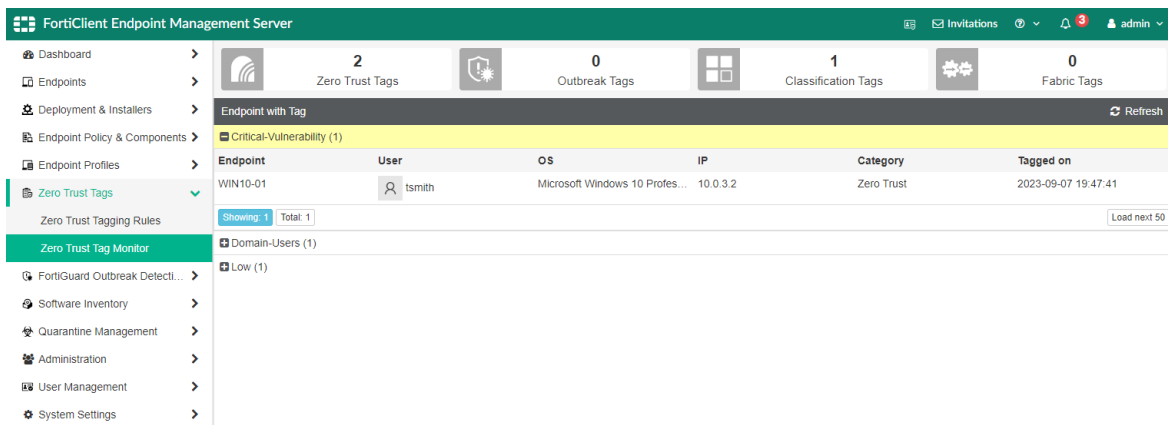 FortiClient Endpoint Management Server
Invitations
3
admin
Dashboard
Endpoints
Deployment & Installers
Endpoint Policy & Components
Endpoint Profiles
Zero Trust Tags
Zero Trust Tagging Rules
Zero Trust Tag Monitor
FortiGuard Outbreak Detecti...
Software Inventory
Quarantine Management
Administration
User Management
System Settings
2
Zero Trust Tags
0
Outbreak Tags
1
Classification Tags
0
Fabric Tags
Endpoint with Tag
Refresh
Critical-Vulnerability (1)
Endpoint User OS IP Category Tagged on
WIN10-01 tsmith Microsoft Windows 10 Profes... 10.0.3.2 Zero Trust 2023-09-07 19:47:41
Showing: 1 Total: 1 Load next 50
Domain-Users (1)
Low (1)